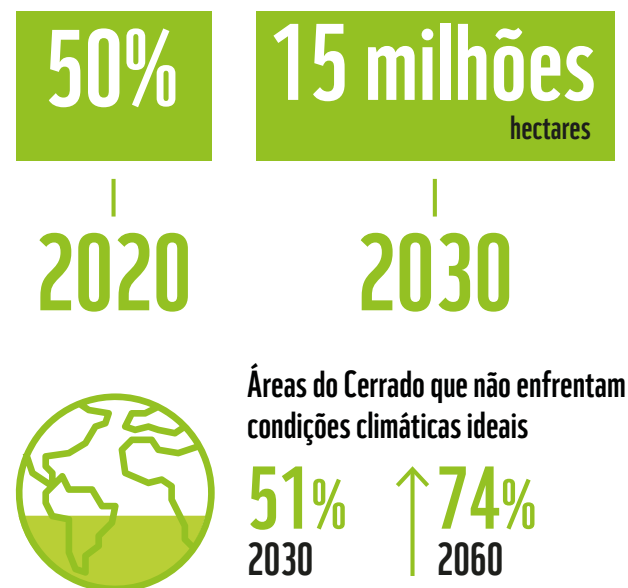 50%
15 milhões
hectares
2020
2030
Áreas do Cerrado que não enfrentam
condições climáticas ideais
51%
74%
2030
2060